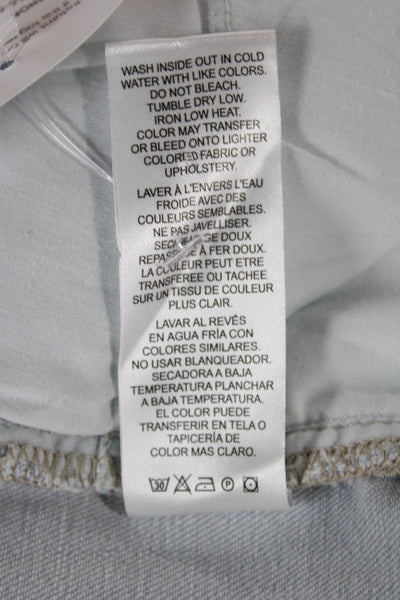 WASH INSIDE OUT IN COLD
WATER WITH LIKE COLORS.
DO NOT BLEACH.
TUMBLE DRY LOW.
IRON LOW HEAT.
COLOR MAY TRANSFER
OR BLEED ONTO LIGHTER
COLORED FABRIC OR
UPHOLSTERY.
LAVER À L'ENVERS L'EAU
FROIDE AVEC DES
COULEURS SEMBLABLES.
NE PAS JAVELLISER.
DOUX
À FER DOUX.
LA COULEUR PEUT ETRE
TRANSFEREE OU TACHEE
SUR UN TISSU DE COULEUR
PLUS CLAIR.
LAVAR AL REVÉS
EN AGUA FRÍA CON
COLORES SIMILARES.
NO USAR BLANQUEADOR.
SECADORA A BAJA
TEMPERATURA PLANCHAR
A BAJA TEMPERATURA.
EL COLOR PUEDE
TRANSFERIR EN TELA O
TAPICERÍA DE
COLOR MAS CLARO.
30 P